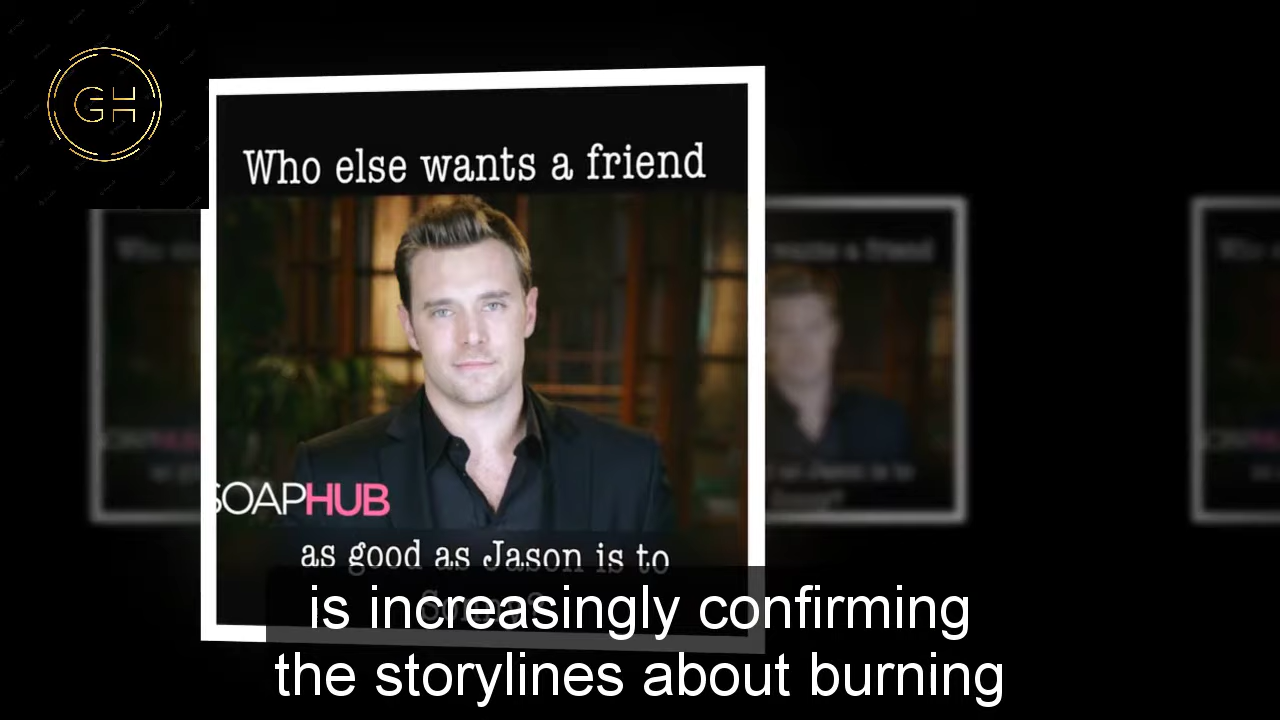 GH
Who else wants a friend
SOAPHUB
as good as Jason is to
is increasingly confirming
the storylines about burning